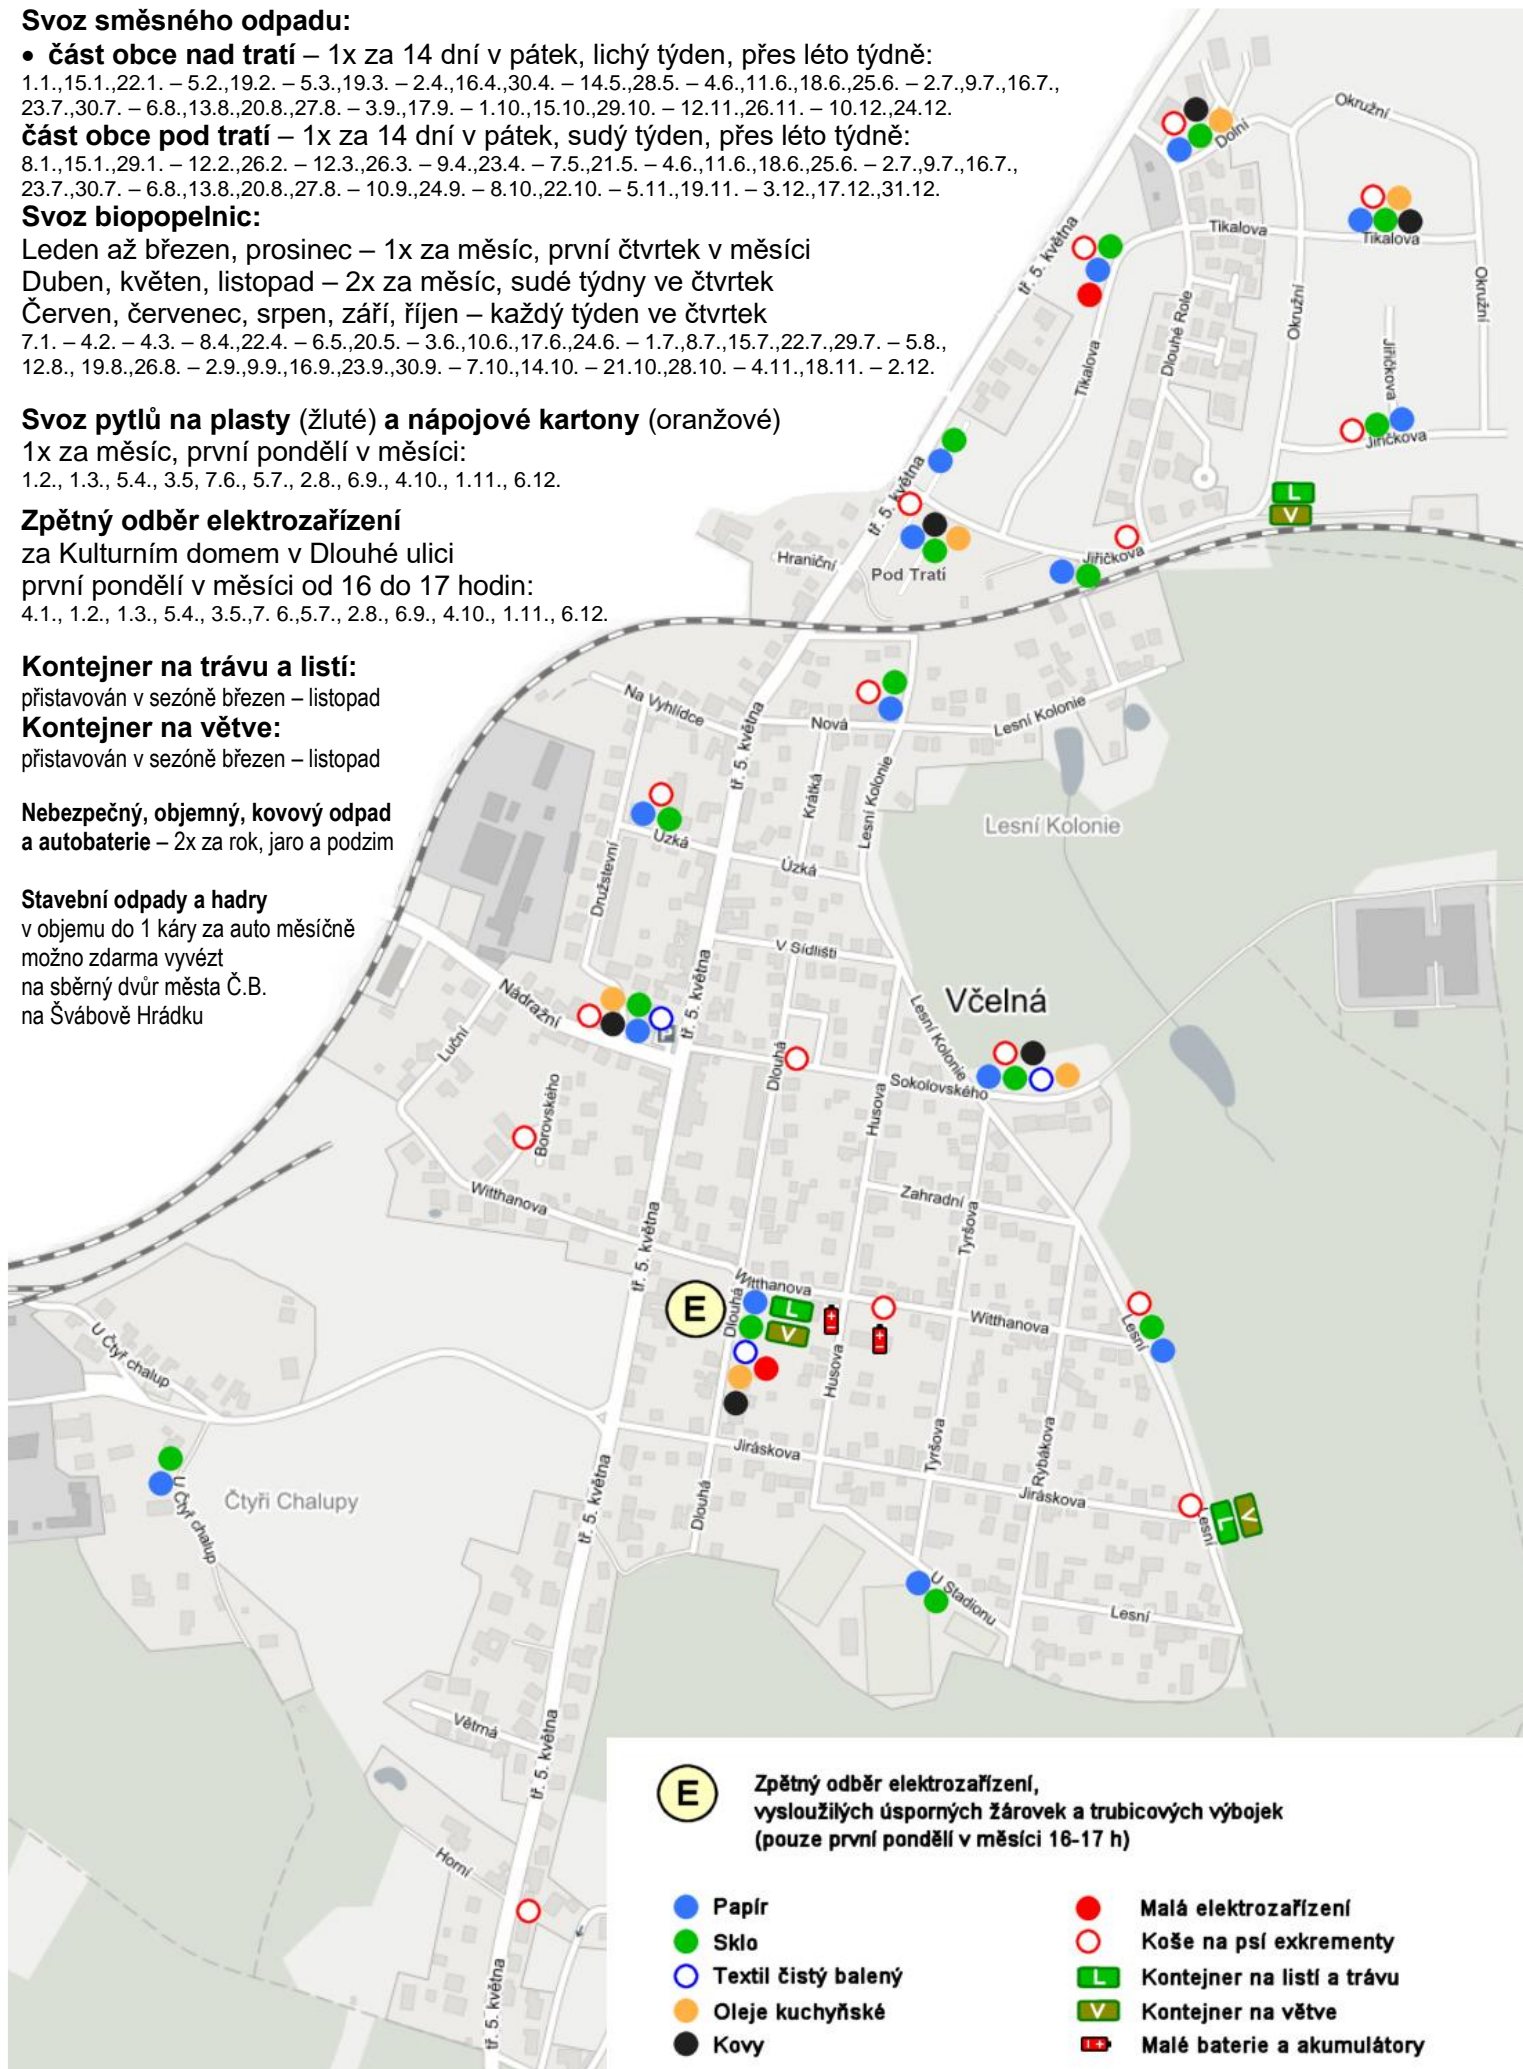 Svoz směsného odpadu:
• část obce nad tratí – 1x za 14 dní v pátek, lichý týden, přes léto týdně:
1.1.,15.1.,22.1. – 5.2.,19.2. – 5.3.,19.3. – 2.4.,16.4.,30.4. – 14.5.,28.5. – 4.6.,11.6.,18.6.,25.6. – 2.7.,9.7.,16.7.,
23.7.,30.7. – 6.8.,13.8.,20.8.,27.8. – 3.9.,17.9. – 1.10.,15.10.,29.10. – 12.11.,26.11. – 10.12.,24.12.
část obce pod tratí – 1x za 14 dní v pátek, sudý týden, přes léto týdně:
8.1.,15.1.,29.1. – 12.2.,26.2. – 12.3.,26.3. – 9.4.,23.4. – 7.5.,21.5. – 4.6.,11.6.,18.6.,25.6. – 2.7.,9.7.,16.7.,
23.7.,30.7. – 6.8.,13.8.,20.8.,27.8. – 10.9.,24.9. – 8.10.,22.10. – 5.11.,19.11. – 3.12.,17.12.,31.12.
Svoz biopopelnic:
Leden až březen, prosinec – 1x za měsíc, první čtvrtek v měsíci
Duben, květen, listopad – 2x za měsíc, sudé týdny ve čtvrtek
Červen, červenec, srpen, září, říjen – každý týden ve čtvrtek
7.1. – 4.2. – 4.3. – 8.4.,22.4. – 6.5.,20.5. – 3.6.,10.6.,17.6.,24.6. – 1.7.,8.7.,15.7.,22.7.,29.7. – 5.8.,
12.8., 19.8.,26.8. – 2.9.,9.9.,16.9.,23.9.,30.9. – 7.10.,14.10. – 21.10.,28.10. – 4.11.,18.11. – 2.12.
Svoz pytlů na plasty (žluté) a nápojové kartony (oranžové)
1x za měsíc, první pondělí v měsíci:
1.2., 1.3., 5.4., 3.5, 7.6., 5.7., 2.8., 6.9., 4.10., 1.11., 6.12.
Zpětný odběr elektrozařízení
za Kulturním domem v Dlouhé ulici
první pondělí v měsíci od 16 do 17 hodin:
4.1., 1.2., 1.3., 5.4., 3.5.,7. 6.,5.7., 2.8., 6.9., 4.10., 1.11., 6.12.
Kontejner na trávu a listí:
přistavován v sezóně březen – listopad
Kontejner na větve:
přistavován v sezóně březen – listopad
Nebezpečný, objemný, kovový odpad
a autobaterie – 2x za rok, jaro a podzim
Stavební odpady a hadry
v objemu do 1 káry za auto měsíčně
možno zdarma vyvézt
na sběrný dvůr města Č.B.
na Švábově Hrádku
Okružní
Dolní
Tikalova
Tikalova
tř. 5. května
Okružní
Okružní
Dlouhé Role
Tikalova
Jiříčkova
Jiříčkova
L
V
tř. 5. května
Hraniční
Pod Tratí
Jiříčkova
Na Vyhlídce
tř. 5. května
Nová
Lesní Kolonie
Krátká
Lesní Kolonie
Lesní Kolonie
Úzká
Úzká
Družstevní
V Sídlišti
tř. 5. května
Nádražní
P
Včelná
Lesní Kolonie
Luční
Dlouhá
Sokolovského
Husova
Borovského
Witthanova
Zahradní
Tyršova
tř. 5. května
Witthanova
E
Dlouhá
L
V
Witthanova
Lesní
Husova
U Čtyř chalup
Jiráskova
Tyršova
Rybákova
Jiráskova
U Čtyř chalup
Čtyři Chalupy
Dlouhá
tř. 5. května
Lesní
L
V
U Stadionu
Lesní
Větrná
tř. 5. května
Horní
tř. 5. května
E
Zpětný odběr elektrozařízení,
vysloužilých úsporných žárovek a trubicových výbojek
(pouze první pondělí v měsíci 16-17 h)
Papír
Sklo
Textil čistý balený
Oleje kuchyňské
Kovy
Malá elektrozařízení
Koše na psí exkrementy
L Kontejner na listí a trávu
V Kontejner na větve
Malé baterie a akumulátory